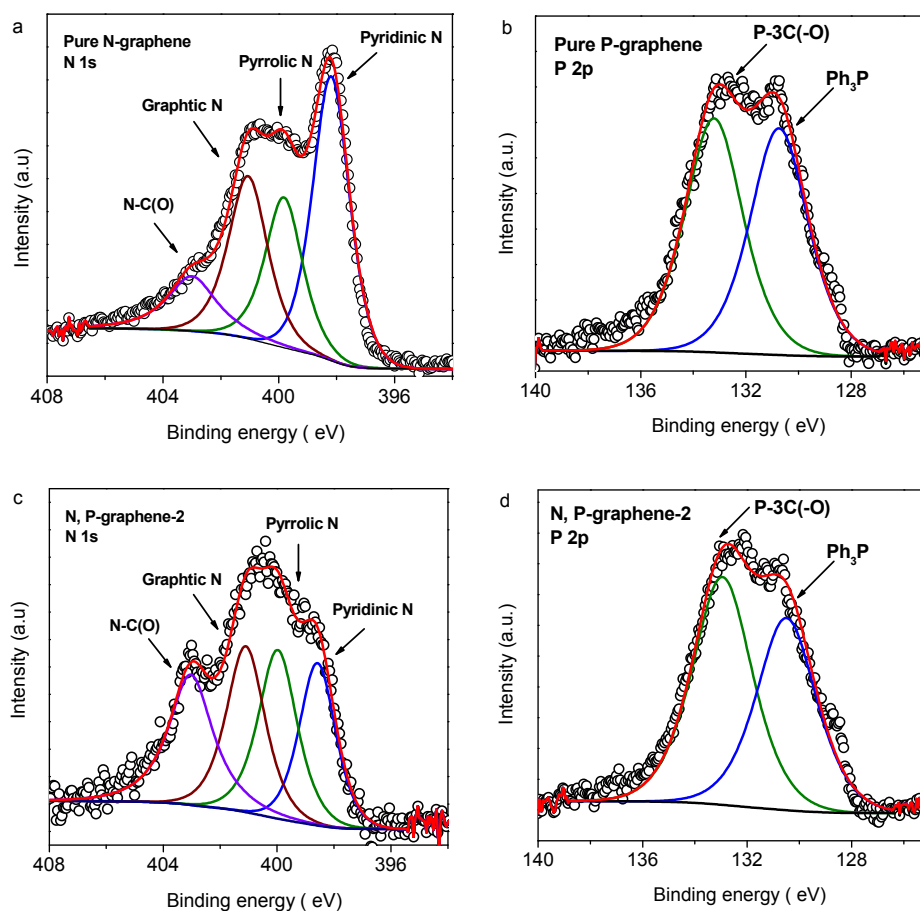 a
Pure N-graphene
N 1s
Pyridinic N
Pyrrolic N
Graphtic N
N-C(O)
Intensity (a.u)
408 404 400 396
Binding energy ( eV)
b
P-3C(-O)
Pure P-graphene
P 2p
Ph3P
Intensity (a.u.)
140 136 132 128
Binding energy ( eV)
c
N, P-graphene-2
N 1s
Pyrrolic N
Graphtic N
Pyridinic N
N-C(O)
Intensity (a.u)
408 404 400 396
Binding energy ( eV)
d
P-3C(-O)
N, P-graphene-2
P 2p
Ph3P
Intensity (a.u.)
140 136 132 128
Binding energy ( eV)